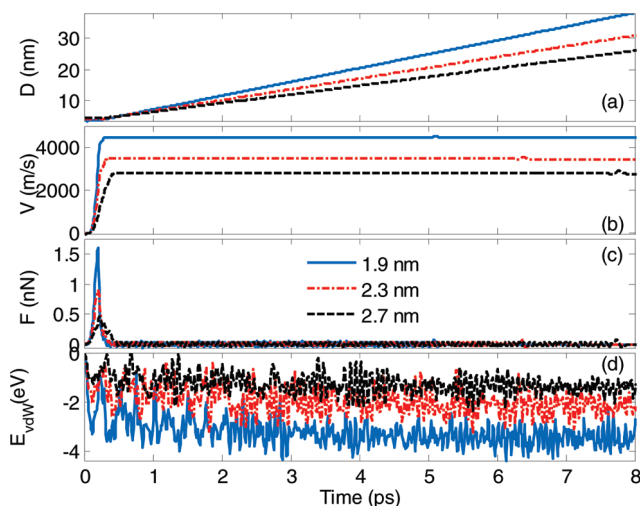 30
20
10
D (nm)
(a)
4000
2000
0
V (m/s)
(b)
1.5
1
0.5
0
F (nN)
(c)
1.9 nm
2.3 nm
2.7 nm
0
-2
-4
EvdW(eV)
(d)
0 1 2 3 4 5 6 7 8
Time (ps)